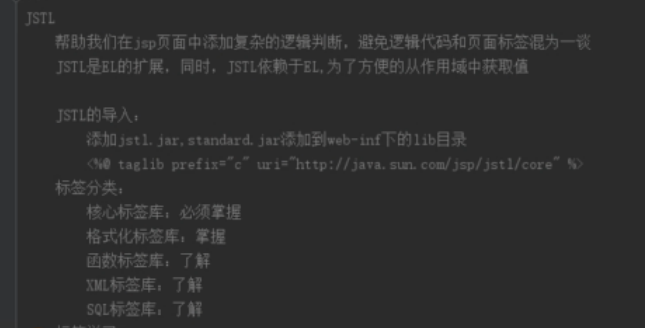 JSTL
帮助我们在jsp页面中添加复杂的逻辑判断，避免逻辑代码和页面标签混为一谈
JSTL是EL的扩展，同时，JSTL依赖于EL,为了方便的从作用域中获取值
JSTL的导入：
添加jstl.jar,standard.jar添加到web-inf下的lib目录
<%@ taglib prefix="c" uri="http://java.sun.com/jsp/jstl/core" %>
标签分类：
核心标签库：必须掌握
格式化标签库：掌握
函数标签库：了解
XML标签库：了解
SQL标签库：了解